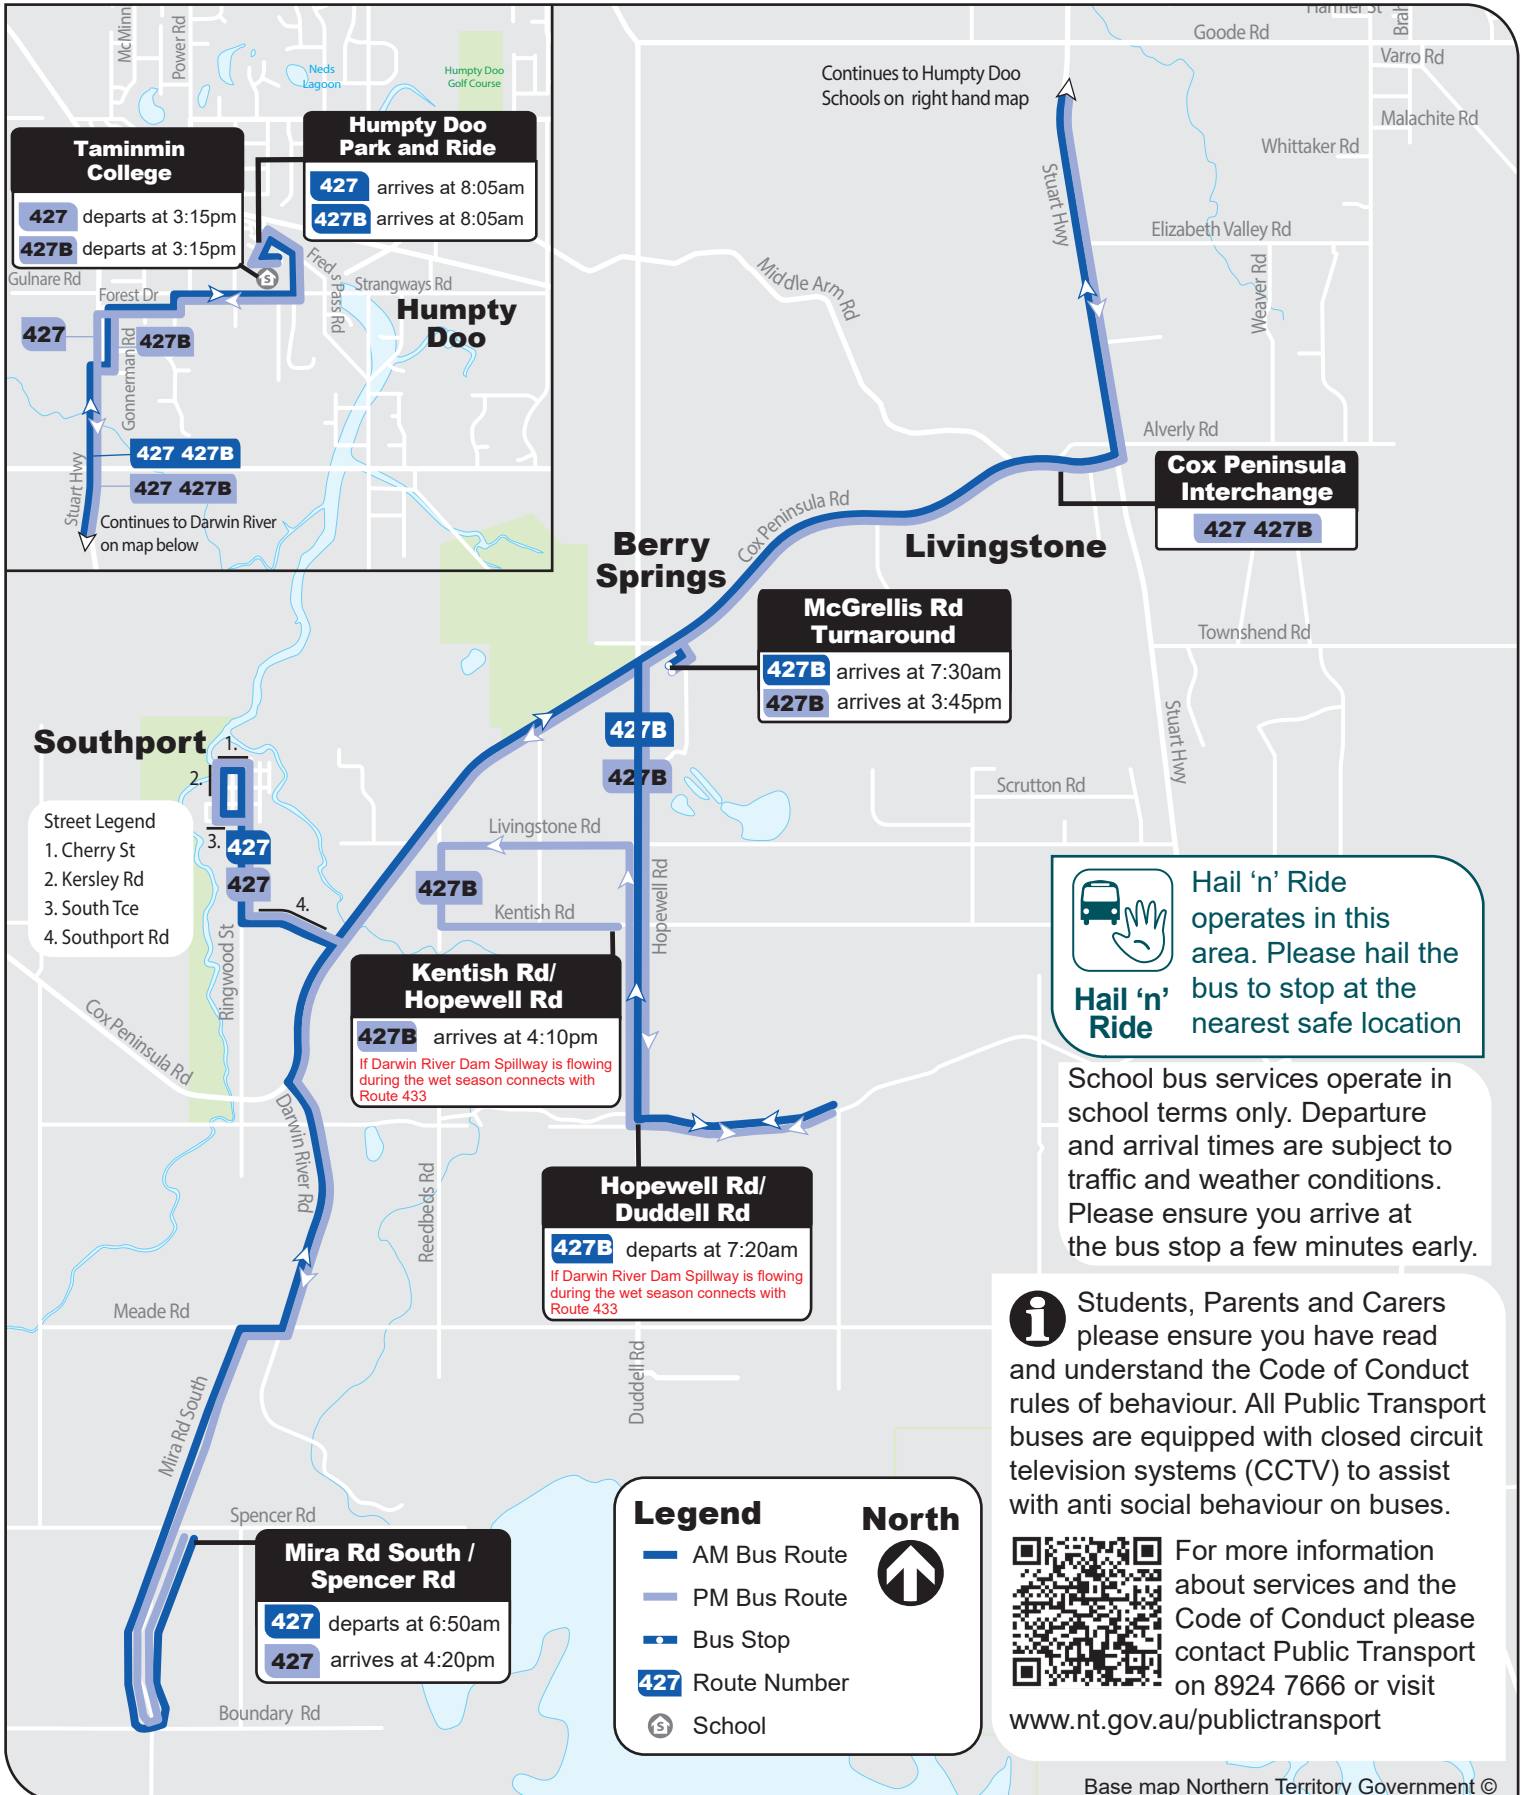 McMinn
Power Rd
Neds
Lagoon
Humpty Doo
Golf Course
Taminmin
College
427 departs at 3:15pm
427B departs at 3:15pm
Humpty Doo
Park and Ride
427 arrives at 8:05am
427B arrives at 8:05am
Gulnare Rd
Forest Dr
Fred,s Pass Rd
Strangways Rd
Humpty
Doo
427
427B
Gonnerman Rd
427 427B
427 427B
Stuart Hwy
Continues to Darwin River
on map below
Continues to Humpty Doo
Schools on right hand map
Harmer St
Goode Rd
Varro Rd
Malachite Rd
Whittaker Rd
Stuart Hwy
Elizabeth Valley Rd
Weaver Rd
Middle Arm Rd
Alverly Rd
Cox Peninsula
Interchange
427 427B
Cox Peninsula Rd
Berry
Springs
Livingstone
McGrellis Rd
Turnaround
427B arrives at 7:30am
427B arrives at 3:45pm
Townshend Rd
Stuart Hwy
Scrutton Rd
427B
427B
Southport
1.
2.
3.
427
427
4.
Street Legend
1. Cherry St
2. Kersley Rd
3. South Tce
4. Southport Rd
Ringwood St
Livingstone Rd
427B
Kentish Rd
Hopewell Rd
Kentish Rd/
Hopewell Rd
427B arrives at 4:10pm
If Darwin River Dam Spillway is flowing
during the wet season connects with
Route 433
Cox Peninsula Rd
Darwin River Rd
Reedbeds Rd
Hopewell Rd/
Duddell Rd
427B departs at 7:20am
If Darwin River Dam Spillway is flowing
during the wet season connects with
Route 433
Duddell Rd
Meade Rd
Mira Rd South
Spencer Rd
Mira Rd South /
Spencer Rd
427 departs at 6:50am
427 arrives at 4:20pm
Boundary Rd
Hail ‘n’
Ride
Hail ‘n’ Ride
operates in this
area. Please hail the
bus to stop at the
nearest safe location
School bus services operate in
school terms only. Departure
and arrival times are subject to
traffic and weather conditions.
Please ensure you arrive at
the bus stop a few minutes early.
i Students, Parents and Carers
please ensure you have read
and understand the Code of Conduct
rules of behaviour. All Public Transport
buses are equipped with closed circuit
television systems (CCTV) to assist
with anti social behaviour on buses.
For more information
about services and the
Code of Conduct please
contact Public Transport
on 8924 7666 or visit
www.nt.gov.au/publictransport
Legend
North
AM Bus Route
PM Bus Route
Bus Stop
427 Route Number
S School
Base map Northern Territory Government ©